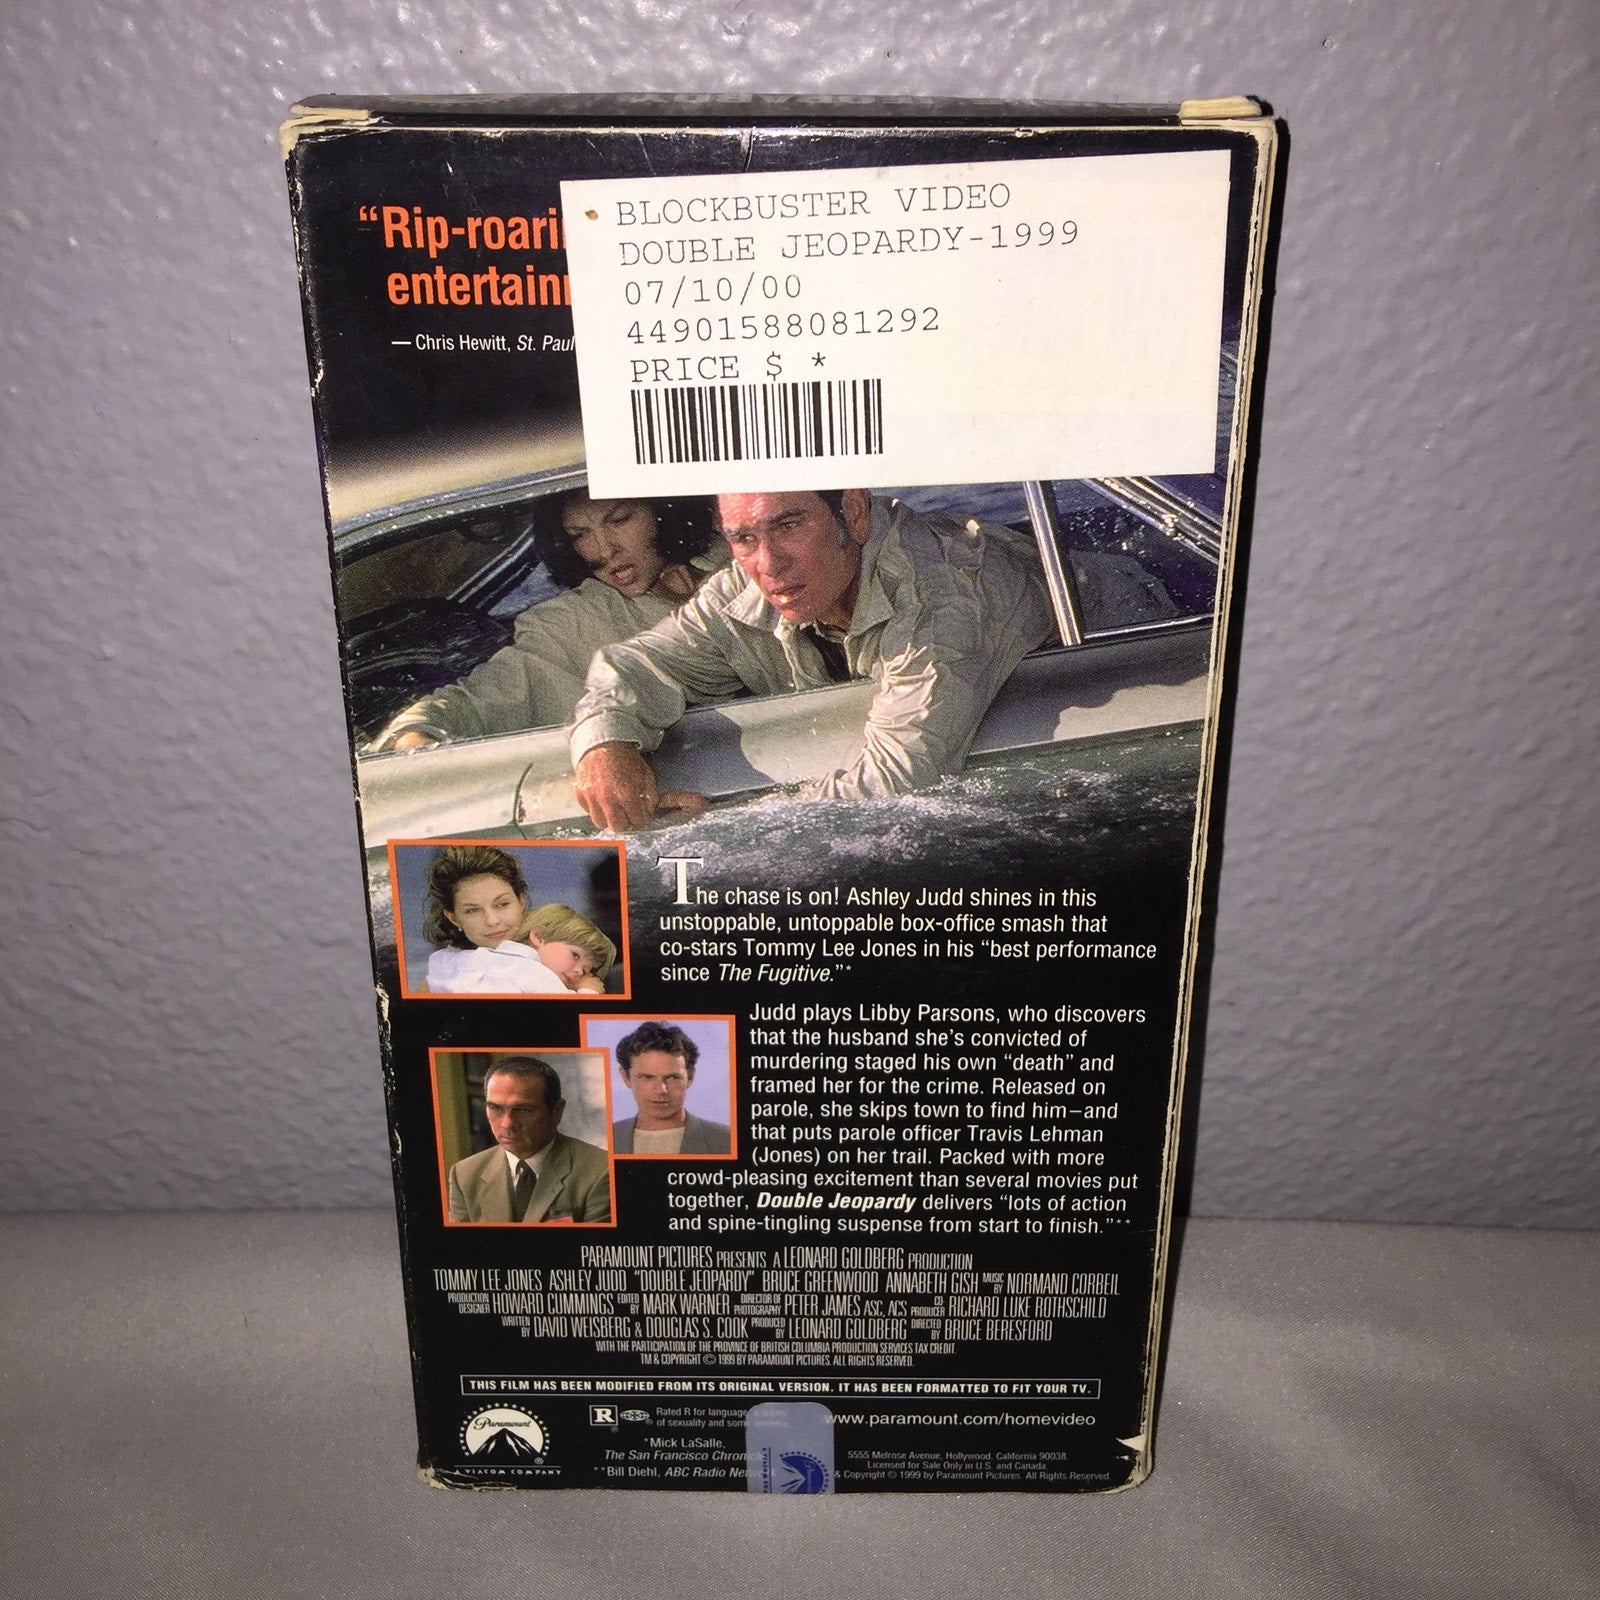 “Rip-roari
entertain
— Chris Hewitt, St. Paul
BLOCKBUSTER VIDEO
DOUBLE JEOPARDY-1999
07/10/00
44901588081292
PRICE $ *
The chase is on! Ashley Judd shines in this
unstoppable, untoppable box-office smash that
co-stars Tommy Lee Jones in his “best performance
since The Fugitive.”*
Judd plays Libby Parsons, who discovers
that the husband she’s convicted of
murdering staged his own “death” and
framed her for the crime. Released on
parole, she skips town to find him—and
that puts parole officer Travis Lehman
(Jones) on her trail. Packed with more
crowd-pleasing excitement than several movies put
together, Double Jeopardy delivers “lots of action
and spine-tingling suspense from start to finish.”**
PARAMOUNT PICTURES PRESENTS A LEONARD GOLDBERG PRODUCTION
TOMMY LEE JONES ASHLEY JUDD “DOUBLE JEOPARDY” BRUCE GREENWOOD ANNABETH GISH MUSIC BY NORMAND CORBEIL
PRODUCTION DESIGNER HOWARD CUMMINGS EDITED BY MARK WARNER DIRECTOR OF PHOTOGRAPHY PETER JAMES ASC, ACS CO-PRODUCER RICHARD LUKE ROTHSCHILD
WRITTEN BY DAVID WEISBERG & DOUGLAS S. COOK PRODUCED BY LEONARD GOLDBERG DIRECTED BY BRUCE BERESFORD
WITH THE PARTICIPATION OF THE PROVINCE OF BRITISH COLUMBIA PRODUCTION SERVICES TAX CREDIT.
TM & COPYRIGHT © 1999 BY PARAMOUNT PICTURES. ALL RIGHTS RESERVED.
THIS FILM HAS BEEN MODIFIED FROM ITS ORIGINAL VERSION. IT HAS BEEN FORMATTED TO FIT YOUR TV.
Paramount
A VIACOM COMPANY
R
Rated R for language, a scene
of sexuality and some violence.
www.paramount.com/homevideo
*Mick LaSalle,
The San Francisco Chron
**Bill Diehl, ABC Radio Ne
5555 Melrose Avenue, Hollywood, California 90038
Licensed for Sale Only in U.S. and Canada.
& Copyright © 1999 by Paramount Pictures. All Rights Reserved.
Paramount